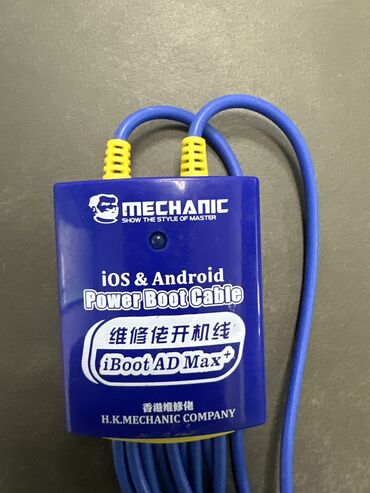 MECHANIC
SHOW THE STYLE OF MASTER
iOS & Android
Power Boot Cable
维修佬开机线
iBoot AD Max+
香港维修佬
H.K.MECHANIC COMPANY